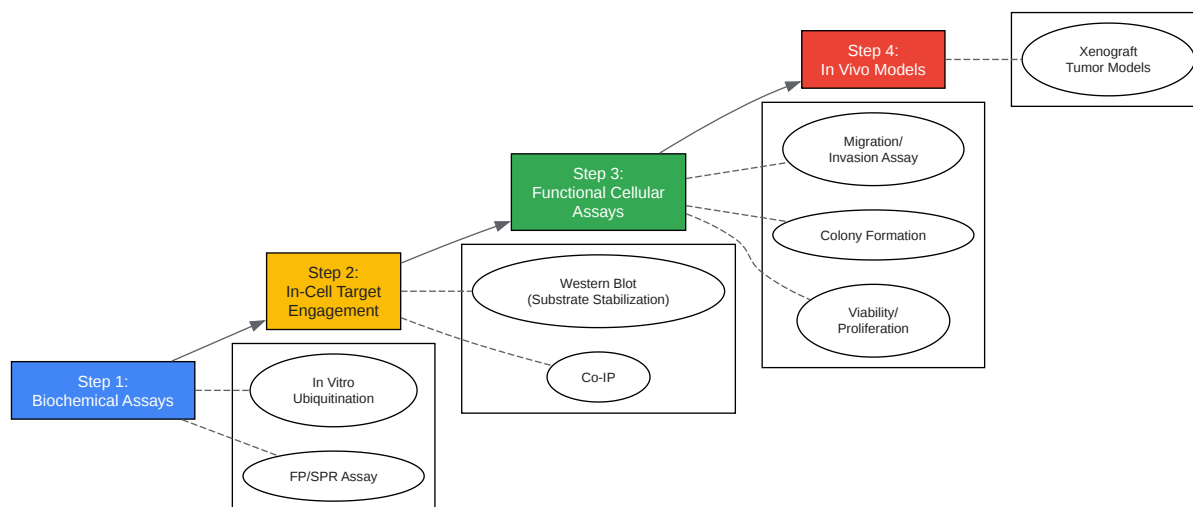 Step 1:
Biochemical Assays
In Vitro
Ubiquitination
FP/SPR Assay
Step 2:
In-Cell Target
Engagement
Western Blot
(Substrate Stabilization)
Co-IP
Step 3:
Functional Cellular
Assays
Migration/
Invasion Assay
Colony Formation
Viability/
Proliferation
Step 4:
In Vivo Models
Xenograft
Tumor Models